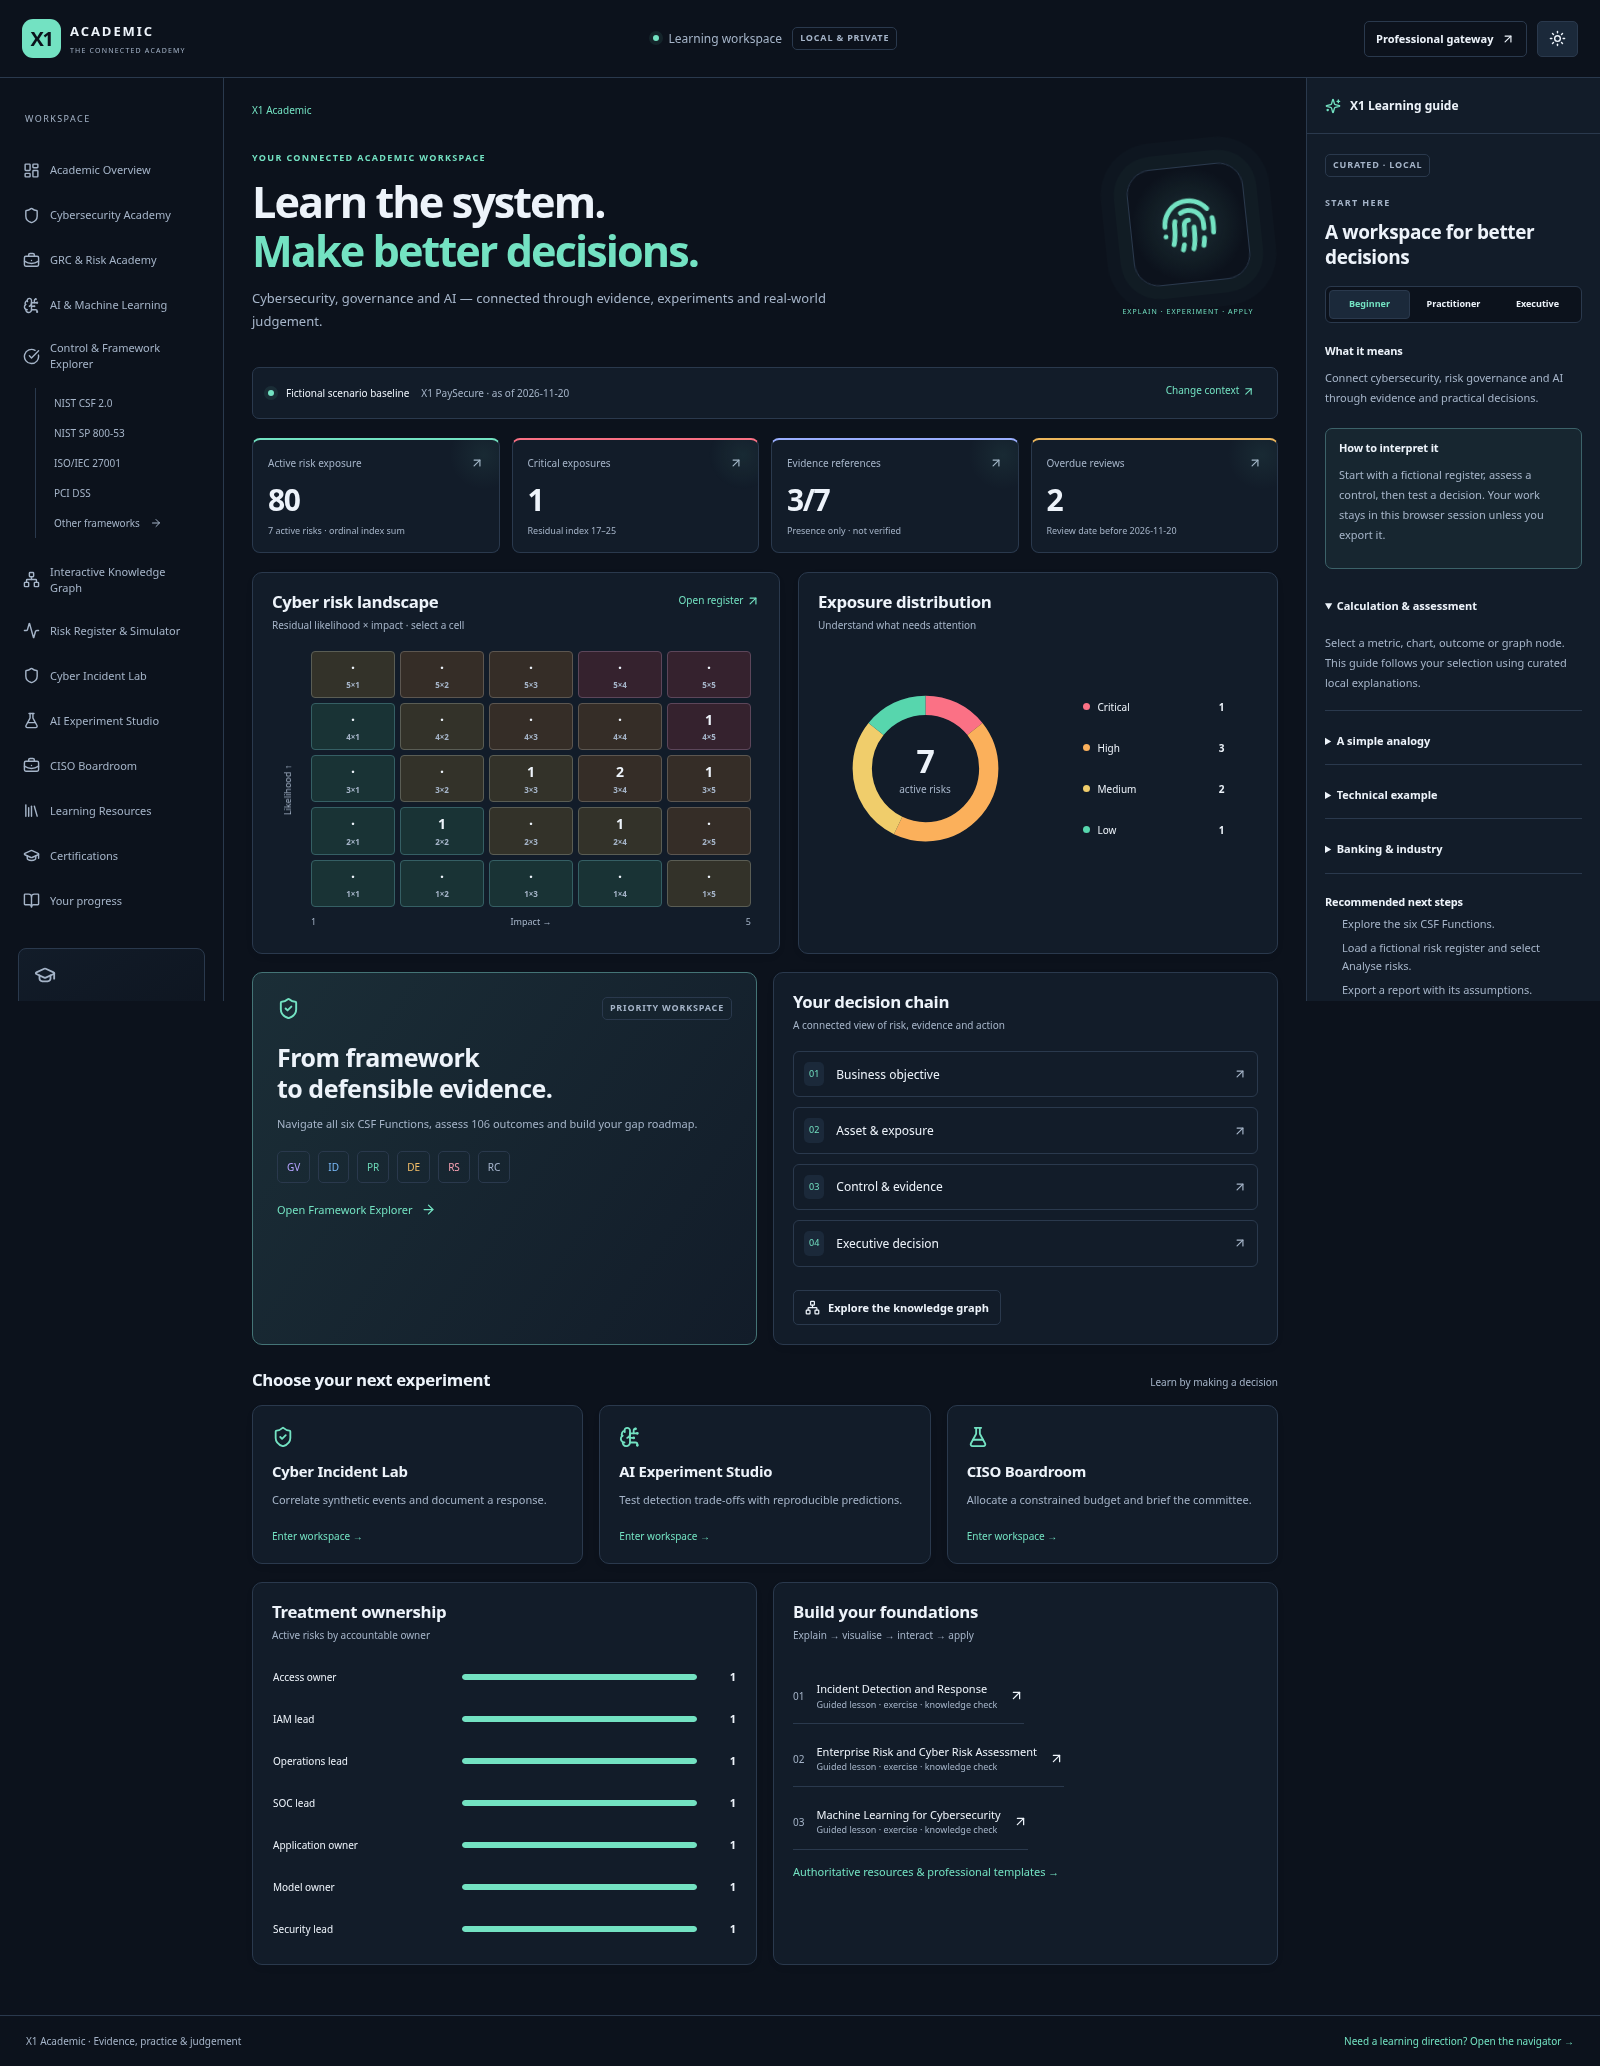 X1
ACADEMIC
THE CONNECTED ACADEMY
Learning workspace
LOCAL & PRIVATE
Professional gateway
WORKSPACE
Academic Overview
Cybersecurity Academy
GRC & Risk Academy
AI & Machine Learning
Control & Framework
Explorer
NIST CSF 2.0
NIST SP 800-53
ISO/IEC 27001
PCI DSS
Other frameworks →
Interactive Knowledge
Graph
Risk Register & Simulator
Cyber Incident Lab
AI Experiment Studio
CISO Boardroom
Learning Resources
Certifications
Your progress
X1 Academic
YOUR CONNECTED ACADEMIC WORKSPACE
Learn the system.
Make better decisions.
Cybersecurity, governance and AI — connected through evidence, experiments and real-world
judgement.
EXPLAIN · EXPERIMENT · APPLY
Fictional scenario baseline X1 PaySecure · as of 2026-11-20
Change context
Active risk exposure
80
7 active risks · ordinal index sum
Critical exposures
1
Residual index 17–25
Evidence references
3/7
Presence only · not verified
Overdue reviews
2
Review date before 2026-11-20
Cyber risk landscape
Residual likelihood × impact · select a cell
Open register
Likelihood ↑
· · · · ·
5×1 5×2 5×3 5×4 5×5
· · · · 1
4×1 4×2 4×3 4×4 4×5
· · 1 2 1
3×1 3×2 3×3 3×4 3×5
· 1 · 1 ·
2×1 2×2 2×3 2×4 2×5
· · · · ·
1×1 1×2 1×3 1×4 1×5
1 Impact → 5
Exposure distribution
Understand what needs attention
7
active risks
Critical 1
High 3
Medium 2
Low 1
PRIORITY WORKSPACE
From framework
to defensible evidence.
Navigate all six CSF Functions, assess 106 outcomes and build your gap roadmap.
GV ID PR DE RS RC
Open Framework Explorer →
Your decision chain
A connected view of risk, evidence and action
01 Business objective
02 Asset & exposure
03 Control & evidence
04 Executive decision
Explore the knowledge graph
Choose your next experiment
Learn by making a decision
Cyber Incident Lab
Correlate synthetic events and document a response.
Enter workspace →
AI Experiment Studio
Test detection trade-offs with reproducible predictions.
Enter workspace →
CISO Boardroom
Allocate a constrained budget and brief the committee.
Enter workspace →
Treatment ownership
Active risks by accountable owner
Access owner 1
IAM lead 1
Operations lead 1
SOC lead 1
Application owner 1
Model owner 1
Security lead 1
Build your foundations
Explain → visualise → interact → apply
01 Incident Detection and Response
Guided lesson · exercise · knowledge check
02 Enterprise Risk and Cyber Risk Assessment
Guided lesson · exercise · knowledge check
03 Machine Learning for Cybersecurity
Guided lesson · exercise · knowledge check
Authoritative resources & professional templates →
X1 Learning guide
CURATED · LOCAL
START HERE
A workspace for better
decisions
Beginner Practitioner Executive
What it means
Connect cybersecurity, risk governance and AI
through evidence and practical decisions.
How to interpret it
Start with a fictional register, assess a
control, then test a decision. Your work
stays in this browser session unless you
export it.
▼ Calculation & assessment
Select a metric, chart, outcome or graph node.
This guide follows your selection using curated
local explanations.
▶ A simple analogy
▶ Technical example
▶ Banking & industry
Recommended next steps
Explore the six CSF Functions.
Load a fictional risk register and select
Analyse risks.
Export a report with its assumptions.
X1 Academic · Evidence, practice & judgement
Need a learning direction? Open the navigator →